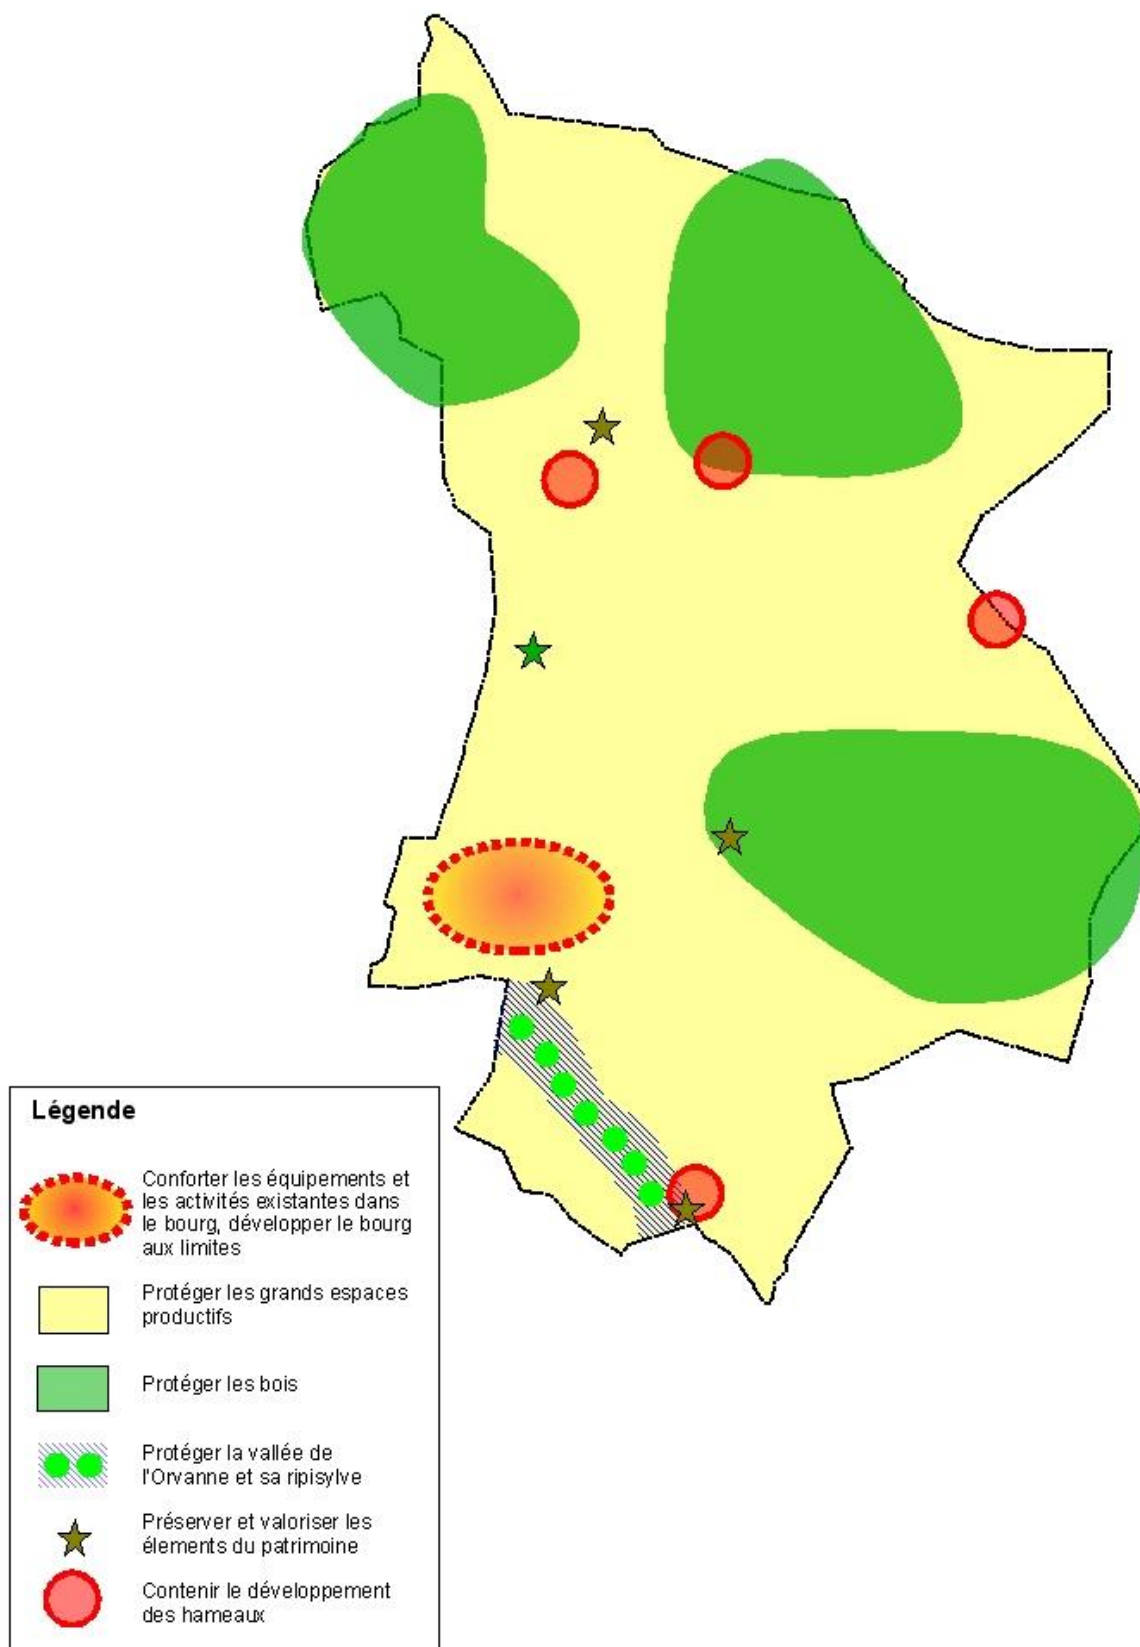 Légende
Conforter les équipements et
les activités existantes dans
le bourg, développer le bourg
aux limites
Protéger les grands espaces
productifs
Protéger les bois
Protéger la vallée de
l'Orvanne et sa ripisylve
Préserver et valoriser les
élements du patrimoine
Contenir le développement
des hameaux